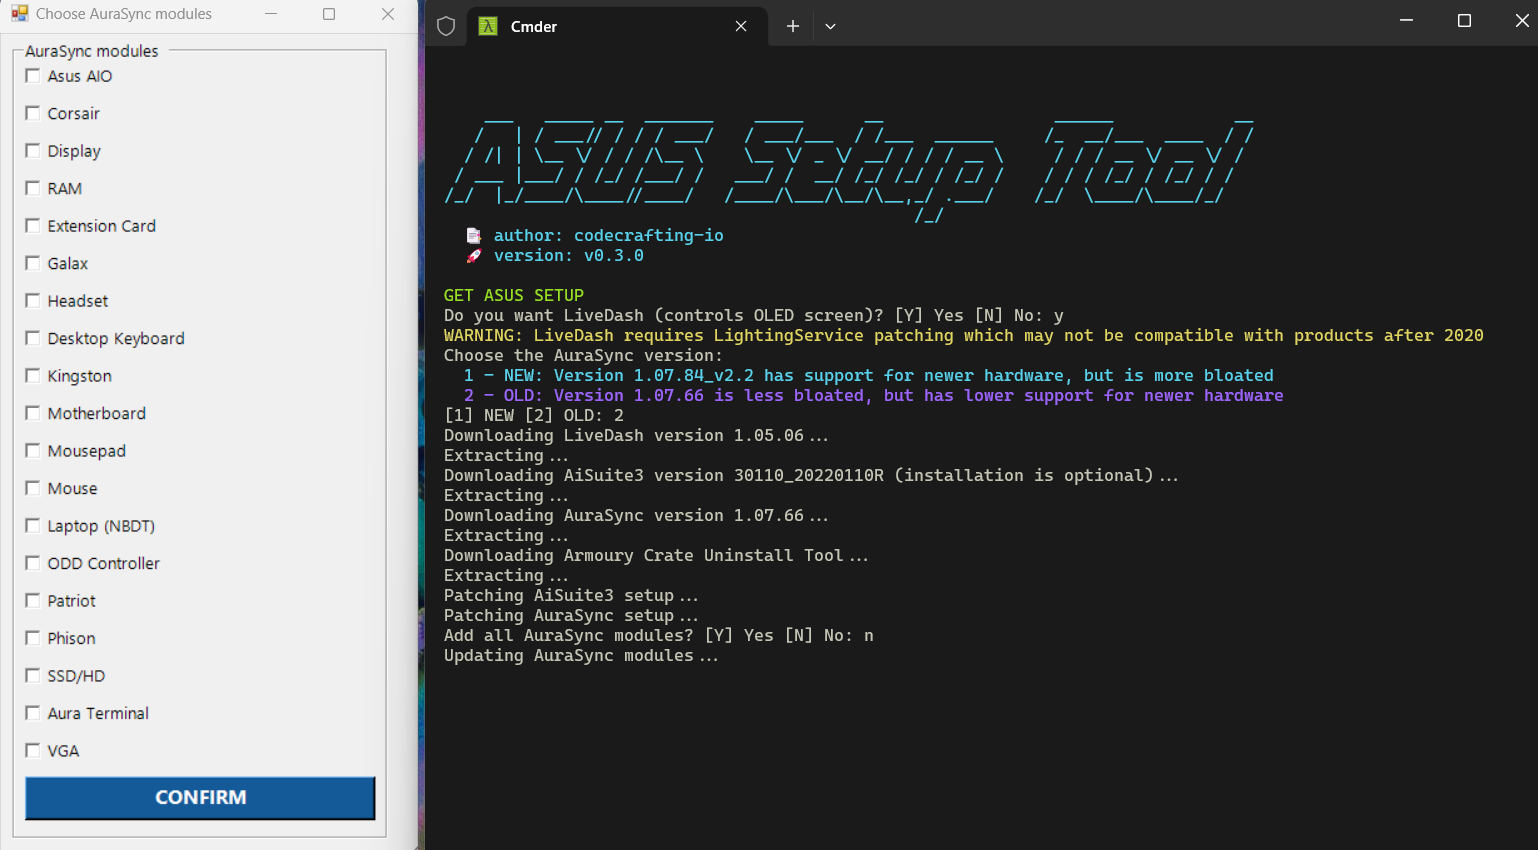 Choose AuraSync modules
AuraSync modules
Asus AIO
Corsair
Display
RAM
Extension Card
Galax
Headset
Desktop Keyboard
Kingston
Motherboard
Mousepad
Mouse
Laptop (NBDT)
ODD Controller
Patriot
Phison
SSD/HD
Aura Terminal
VGA
CONFIRM
Cmder
ASUS Setup Tool
author: codecrafting-io
version: v0.3.0
GET ASUS SETUP
Do you want LiveDash (controls OLED screen)? [Y] Yes [N] No: y
WARNING: LiveDash requires LightingService patching which may not be compatible with products after 2020
Choose the AuraSync version:
1 - NEW: Version 1.07.84_v2.2 has support for newer hardware, but is more bloated
2 - OLD: Version 1.07.66 is less bloated, but has lower support for newer hardware
[1] NEW [2] OLD: 2
Downloading LiveDash version 1.05.06...
Extracting...
Downloading AiSuite3 version 30110_20220110R (installation is optional)...
Extracting...
Downloading AuraSync version 1.07.66...
Extracting...
Downloading Armoury Crate Uninstall Tool...
Extracting...
Patching AiSuite3 setup...
Patching AuraSync setup...
Add all AuraSync modules? [Y] Yes [N] No: n
Updating AuraSync modules...